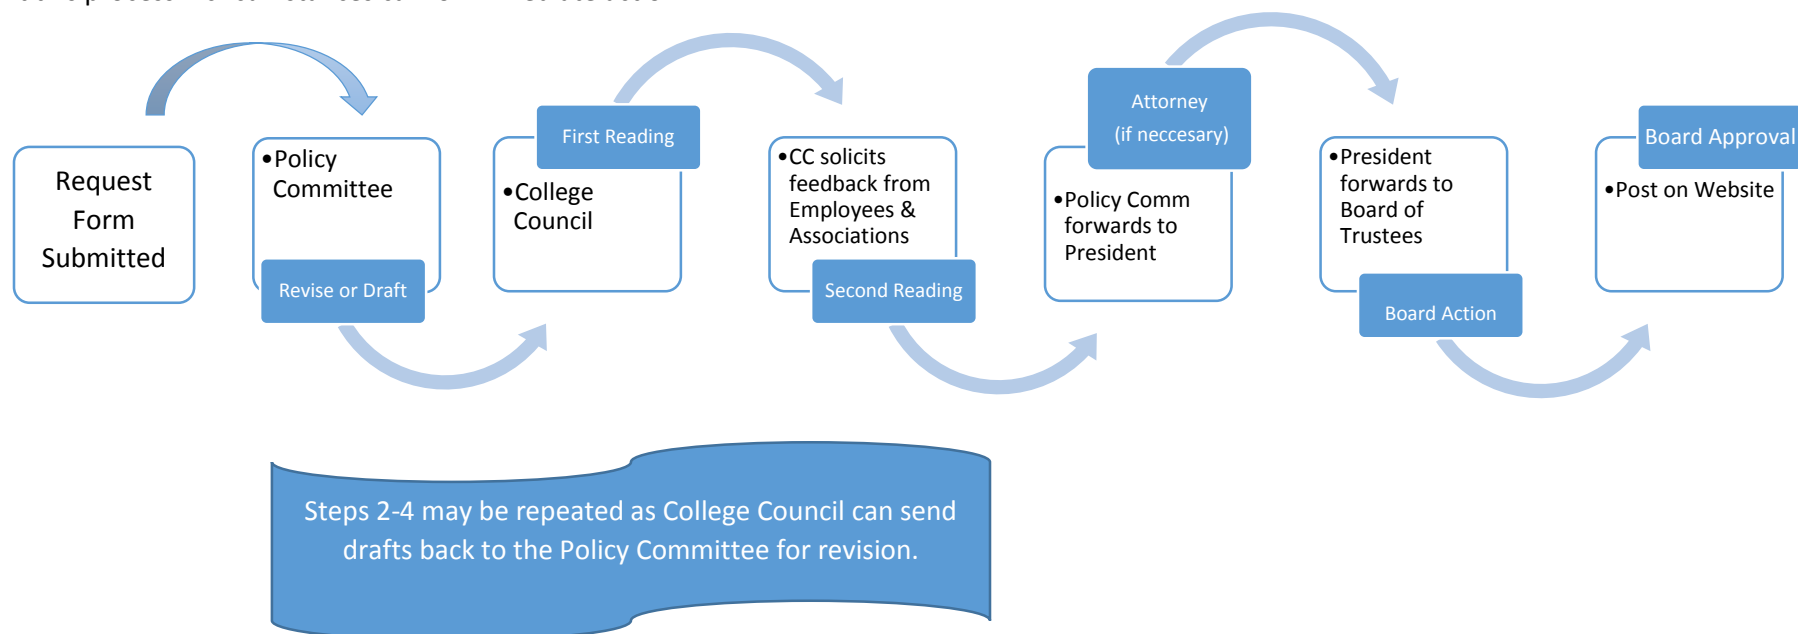 Request
Form
Submitted
•Policy
Committee
Revise or Draft
First Reading
•College
Council
•CC solicits
feedback from
Employees &
Associations
Second Reading
Attorney
(if neccesary)
•Policy Comm
forwards to
President
•President
forwards to
Board of
Trustees
Board Action
Board Approval
•Post on Website
Steps 2-4 may be repeated as College Council can send
drafts back to the Policy Committee for revision.